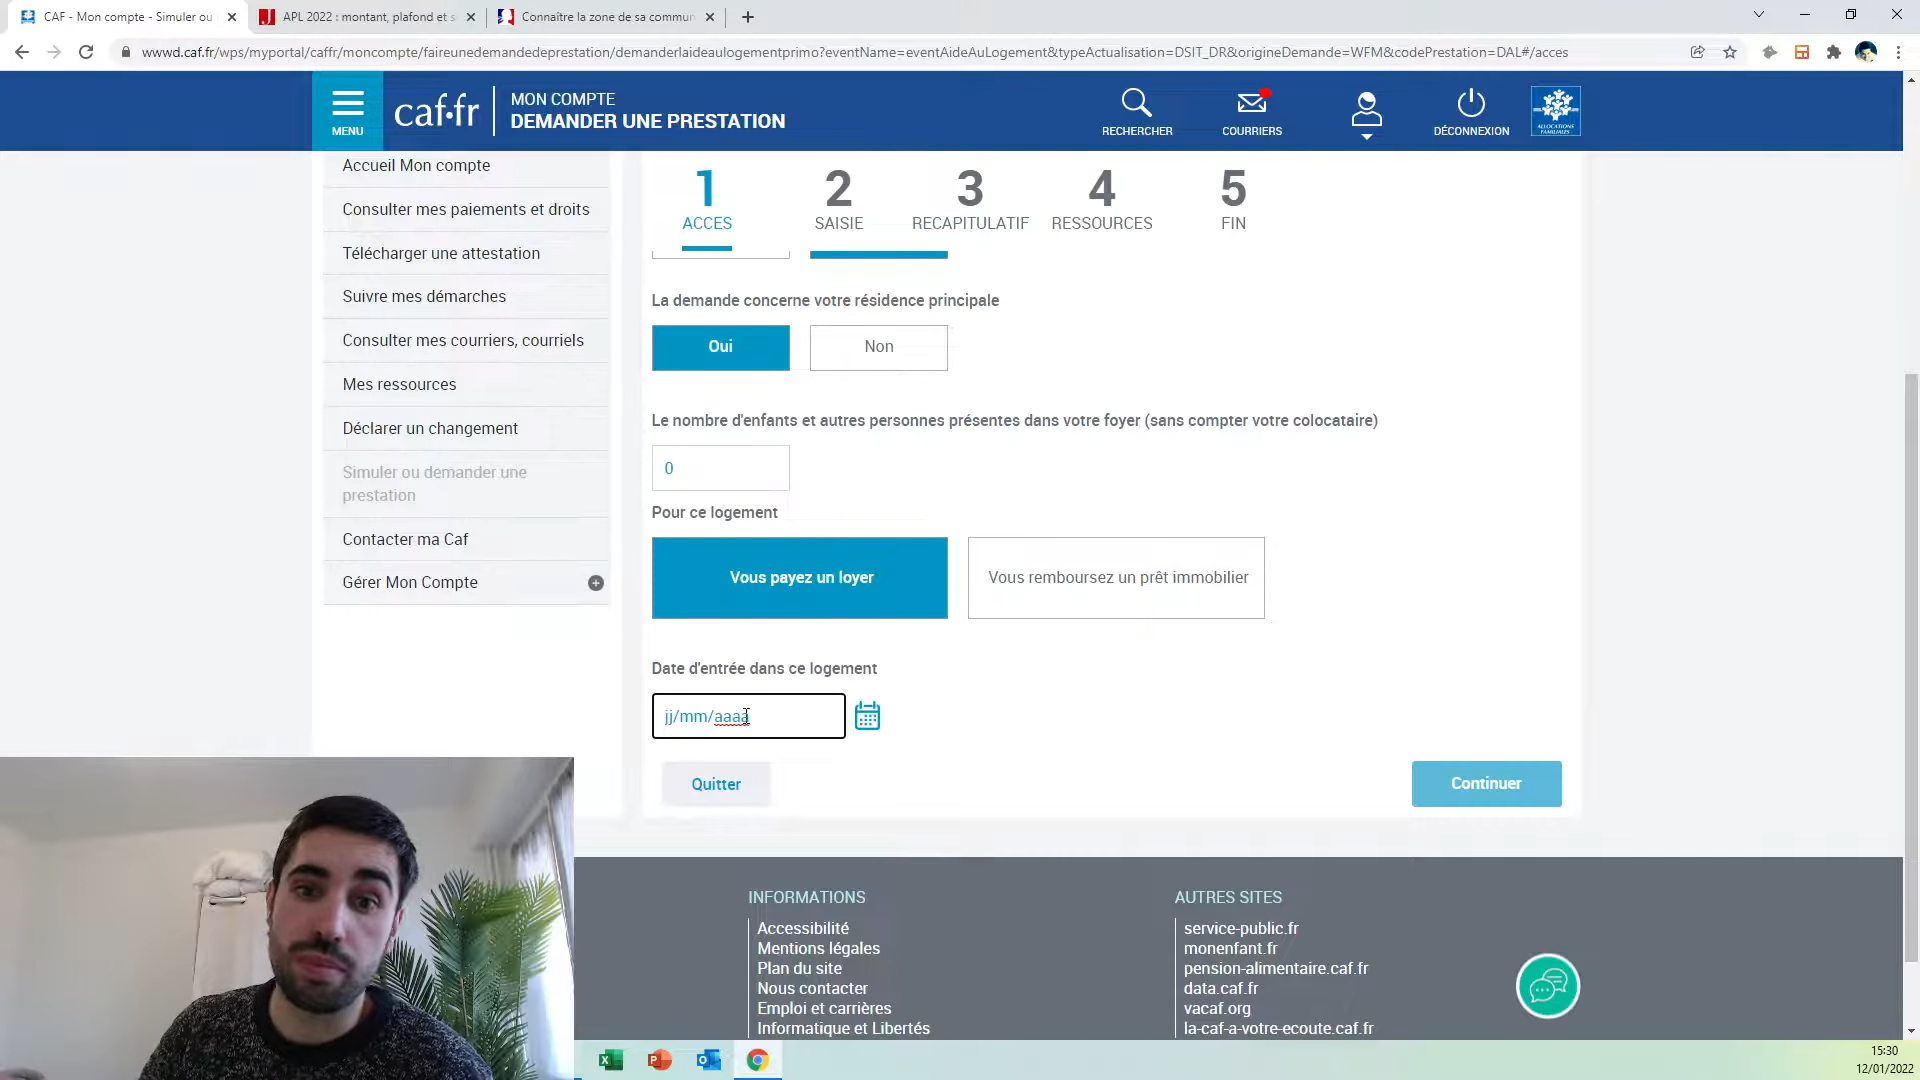 CAF - Mon compte - Simuler ou
APL 2022 : montant, plafond et s
Connaître la zone de sa commun
wwwd.caf.fr/wps/myportal/caffr/moncompte/faireunedemandedeprestation/demanderlaideaulogementprimo?eventName=eventAideAuLogement&typeActualisation=DSIT_DR&origineDemande=WFM&codePrestation=DAL#/acces
MENU
caf.fr
MON COMPTE
DEMANDER UNE PRESTATION
RECHERCHER
COURRIERS
DÉCONNEXION
ALLOCATIONS
FAMILIALES
Accueil Mon compte
Consulter mes paiements et droits
Télécharger une attestation
Suivre mes démarches
Consulter mes courriers, courriels
Mes ressources
Déclarer un changement
Simuler ou demander une
prestation
Contacter ma Caf
Gérer Mon Compte
1
ACCES
2
SAISIE
3
RECAPITULATIF
4
RESSOURCES
5
FIN
La demande concerne votre résidence principale
Oui
Non
Le nombre d'enfants et autres personnes présentes dans votre foyer (sans compter votre colocataire)
0
Pour ce logement
Vous payez un loyer
Vous remboursez un prêt immobilier
Date d'entrée dans ce logement
jj/mm/aaaa
Quitter
Continuer
INFORMATIONS
Accessibilité
Mentions légales
Plan du site
Nous contacter
Emploi et carrières
Informatique et Libertés
AUTRES SITES
service-public.fr
monenfant.fr
pension-alimentaire.caf.fr
data.caf.fr
vacaf.org
la-caf-a-votre-ecoute.caf.fr
15:30
12/01/2022